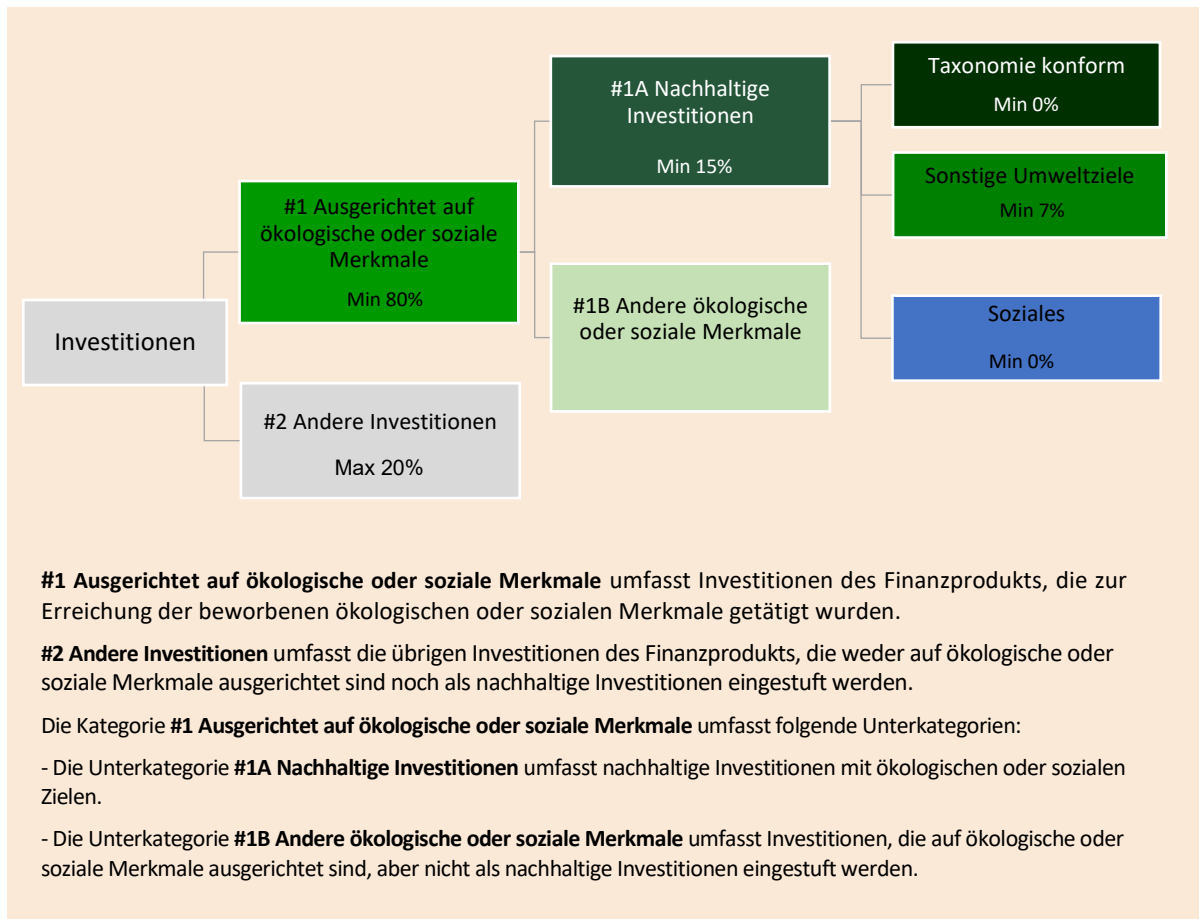 Investitionen
#1 Ausgerichtet auf
ökologische oder soziale
Merkmale
Min 80%
#2 Andere Investitionen
Max 20%
#1A Nachhaltige
Investitionen
Min 15%
#1B Andere ökologische
oder soziale Merkmale
Taxonomie konform
Min 0%
Sonstige Umweltziele
Min 7%
Soziales
Min 0%
#1 Ausgerichtet auf ökologische oder soziale Merkmale umfasst Investitionen des Finanzprodukts, die zur
Erreichung der beworbenen ökologischen oder sozialen Merkmale getätigt wurden.
#2 Andere Investitionen umfasst die übrigen Investitionen des Finanzprodukts, die weder auf ökologische oder
soziale Merkmale ausgerichtet sind noch als nachhaltige Investitionen eingestuft werden.
Die Kategorie #1 Ausgerichtet auf ökologische oder soziale Merkmale umfasst folgende Unterkategorien:
- Die Unterkategorie #1A Nachhaltige Investitionen umfasst nachhaltige Investitionen mit ökologischen oder sozialen
Zielen.
- Die Unterkategorie #1B Andere ökologische oder soziale Merkmale umfasst Investitionen, die auf ökologische oder
soziale Merkmale ausgerichtet sind, aber nicht als nachhaltige Investitionen eingestuft werden.